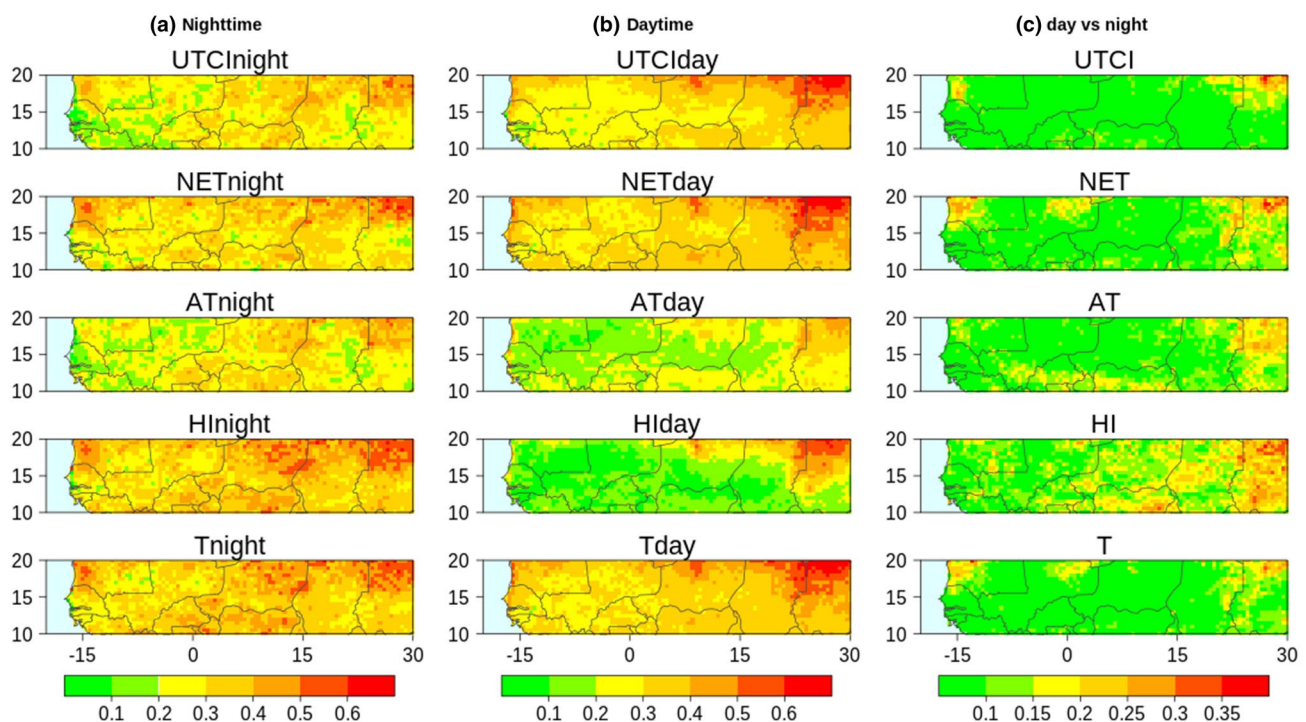 (a) Nighttime (b) Daytime (c) day vs night
UTCInight UTCIday UTCI
20 20 20
15 15 15
10 10 10
NETnight NETday NET
20 20 20
15 15 15
10 10 10
ATnight ATday AT
20 20 20
15 15 15
10 10 10
HInight HIday HI
20 20 20
15 15 15
10 10 10
Tnight Tday T
20 20 20
15 15 15
10 10 10
-15 0 15 30 -15 0 15 30 -15 0 15 30
0.1 0.2 0.3 0.4 0.5 0.6 0.1 0.2 0.3 0.4 0.5 0.6 0.1 0.15 0.2 0.25 0.3 0.35